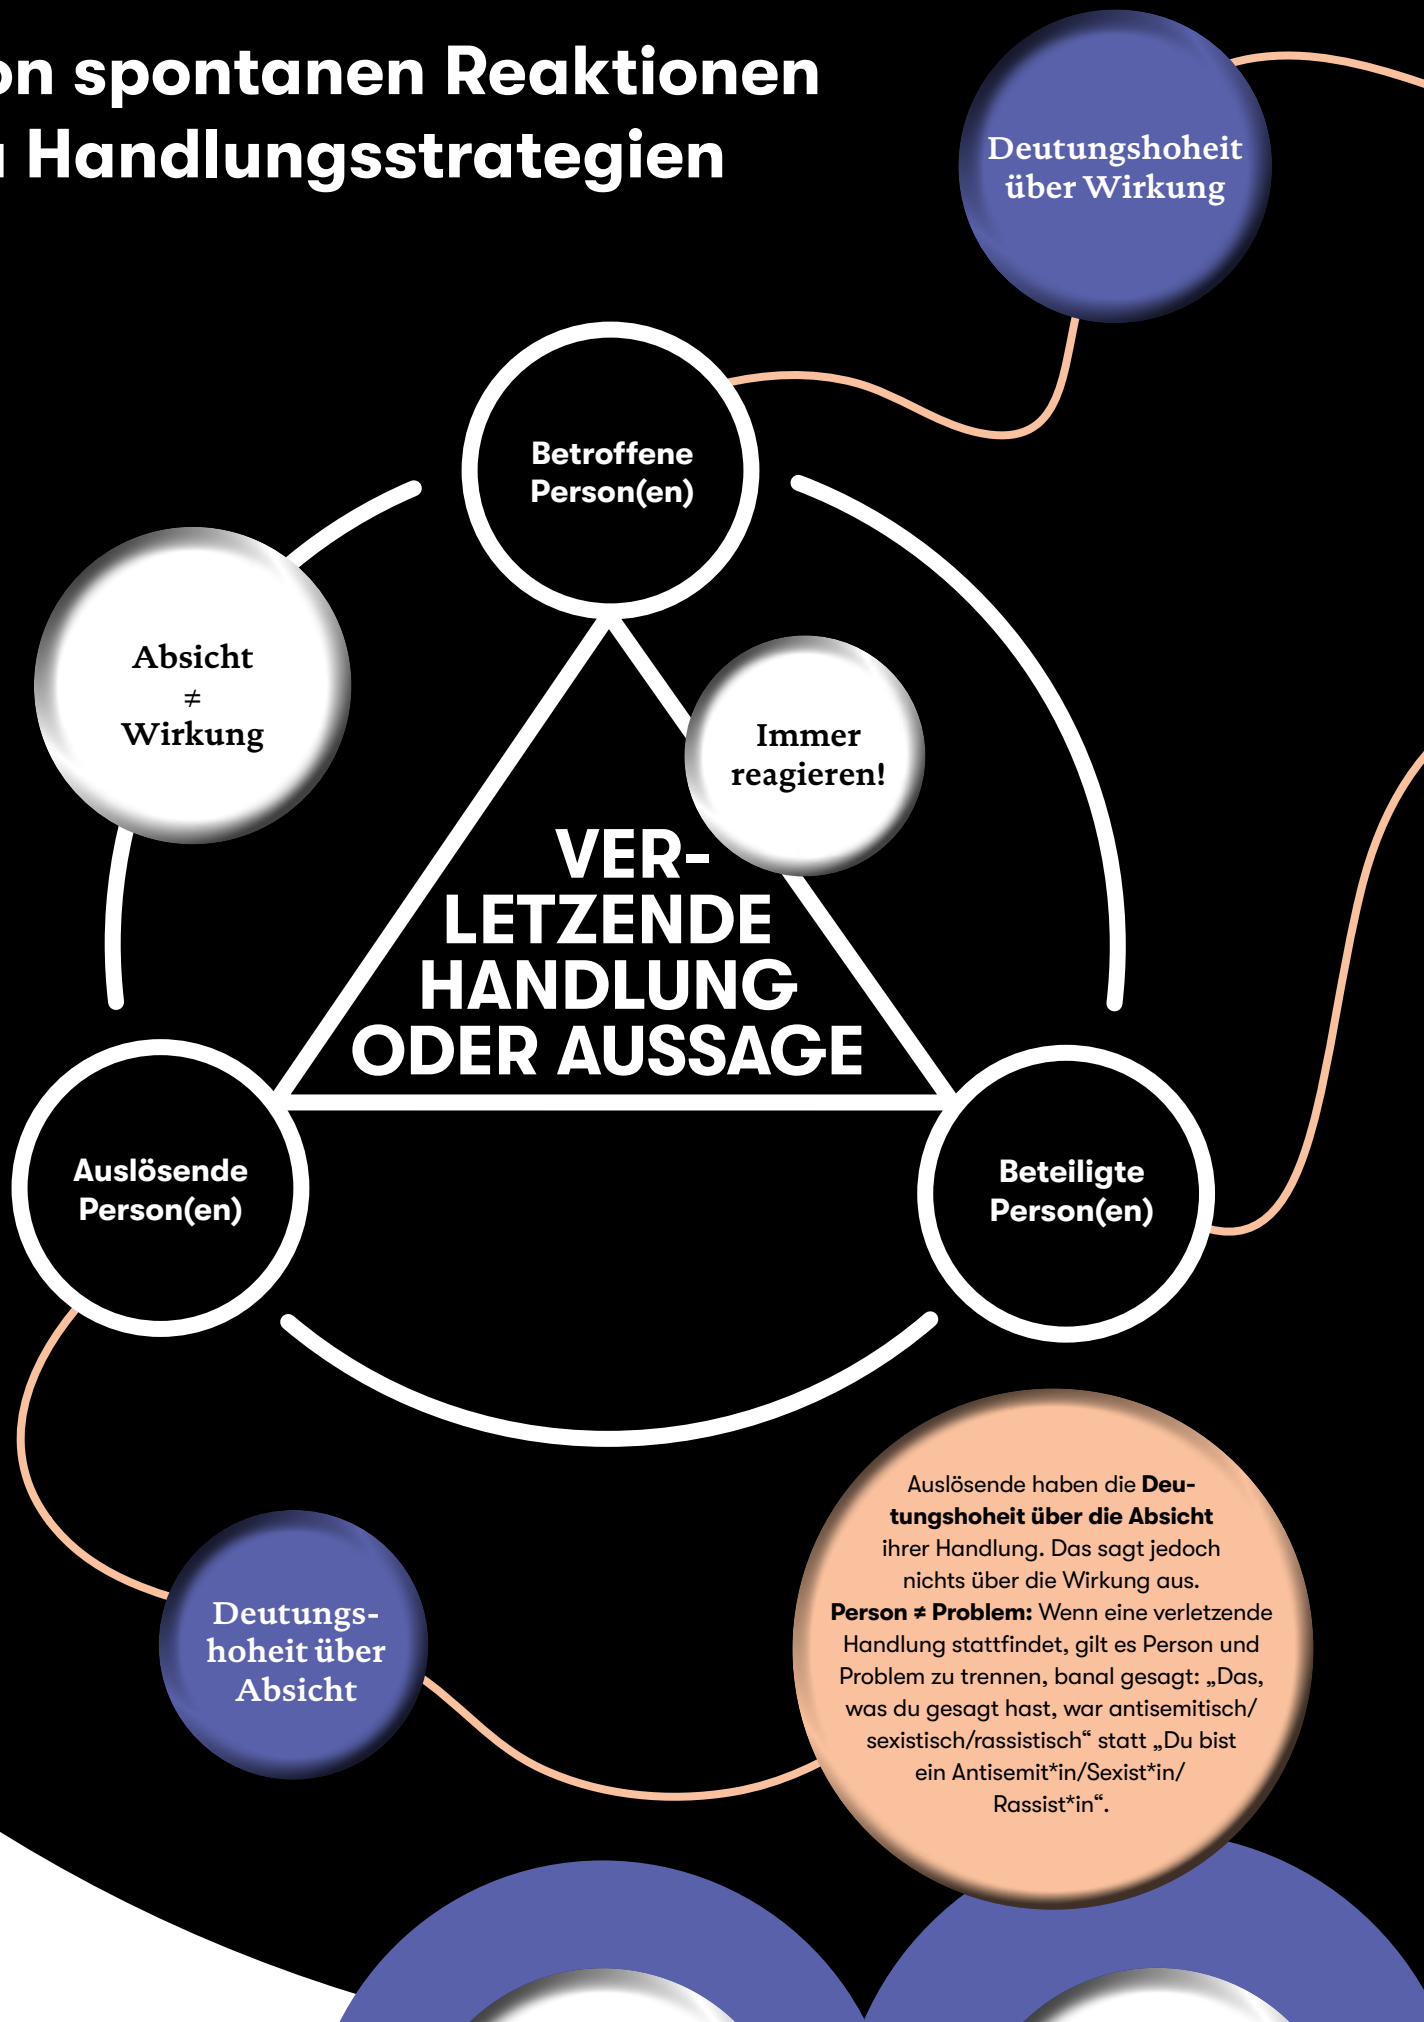 on spontanen Reaktionen
Handlungsstrategien
Deutungshoheit
über Wirkung
Betroffene
Person(en)
Absicht
≠
Wirkung
Immer
reagieren!
VER-
LETZENDE
HANDLUNG
ODER AUSSAGE
Auslösende
Person(en)
Beteiligte
Person(en)
Deutungs-
hoheit über
Absicht
Auslösende haben die Deu-
tungshoheit über die Absicht
ihrer Handlung. Das sagt jedoch
nichts über die Wirkung aus.
Person ≠ Problem: Wenn eine verletzende
Handlung stattfindet, gilt es Person und
Problem zu trennen, banal gesagt: „Das,
was du gesagt hast, war antisemitisch/
sexistisch/rassistisch“ statt „Du bist
ein Antisemit*in/Sexist*in/
Rassist*in“.